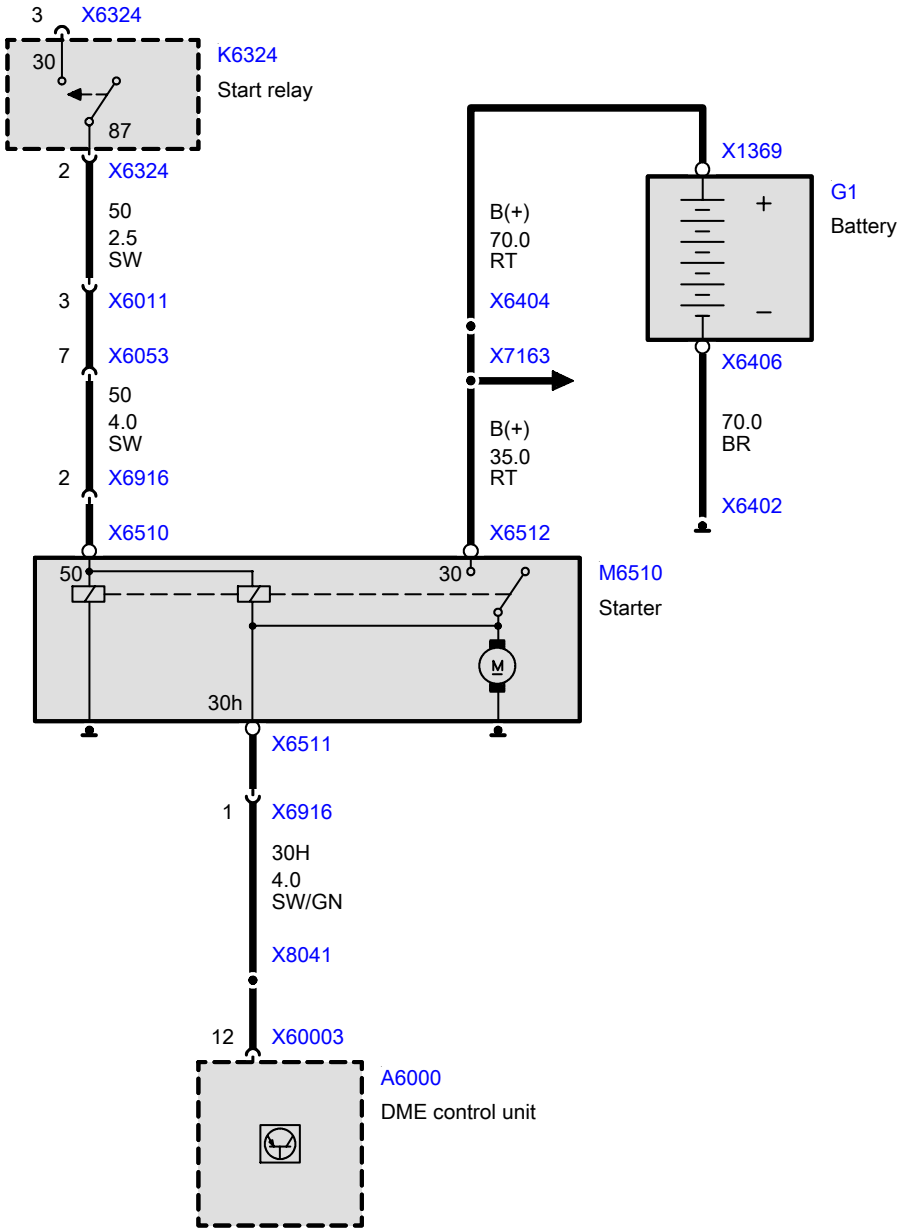 3 X6324
K6324
Start relay
30
87
2 X6324
50
2.5
SW
3 X6011
7 X6053
50
4.0
SW
2 X6916
X6510
X1369
G1
Battery
+
−
B(+)
70.0
RT
X6404
X7163
B(+)
35.0
RT
X6512
X6406
70.0
BR
X6402
50
30
M6510
Starter
M
30h
X6511
1 X6916
30H
4.0
SW/GN
X8041
12 X60003
A6000
DME control unit